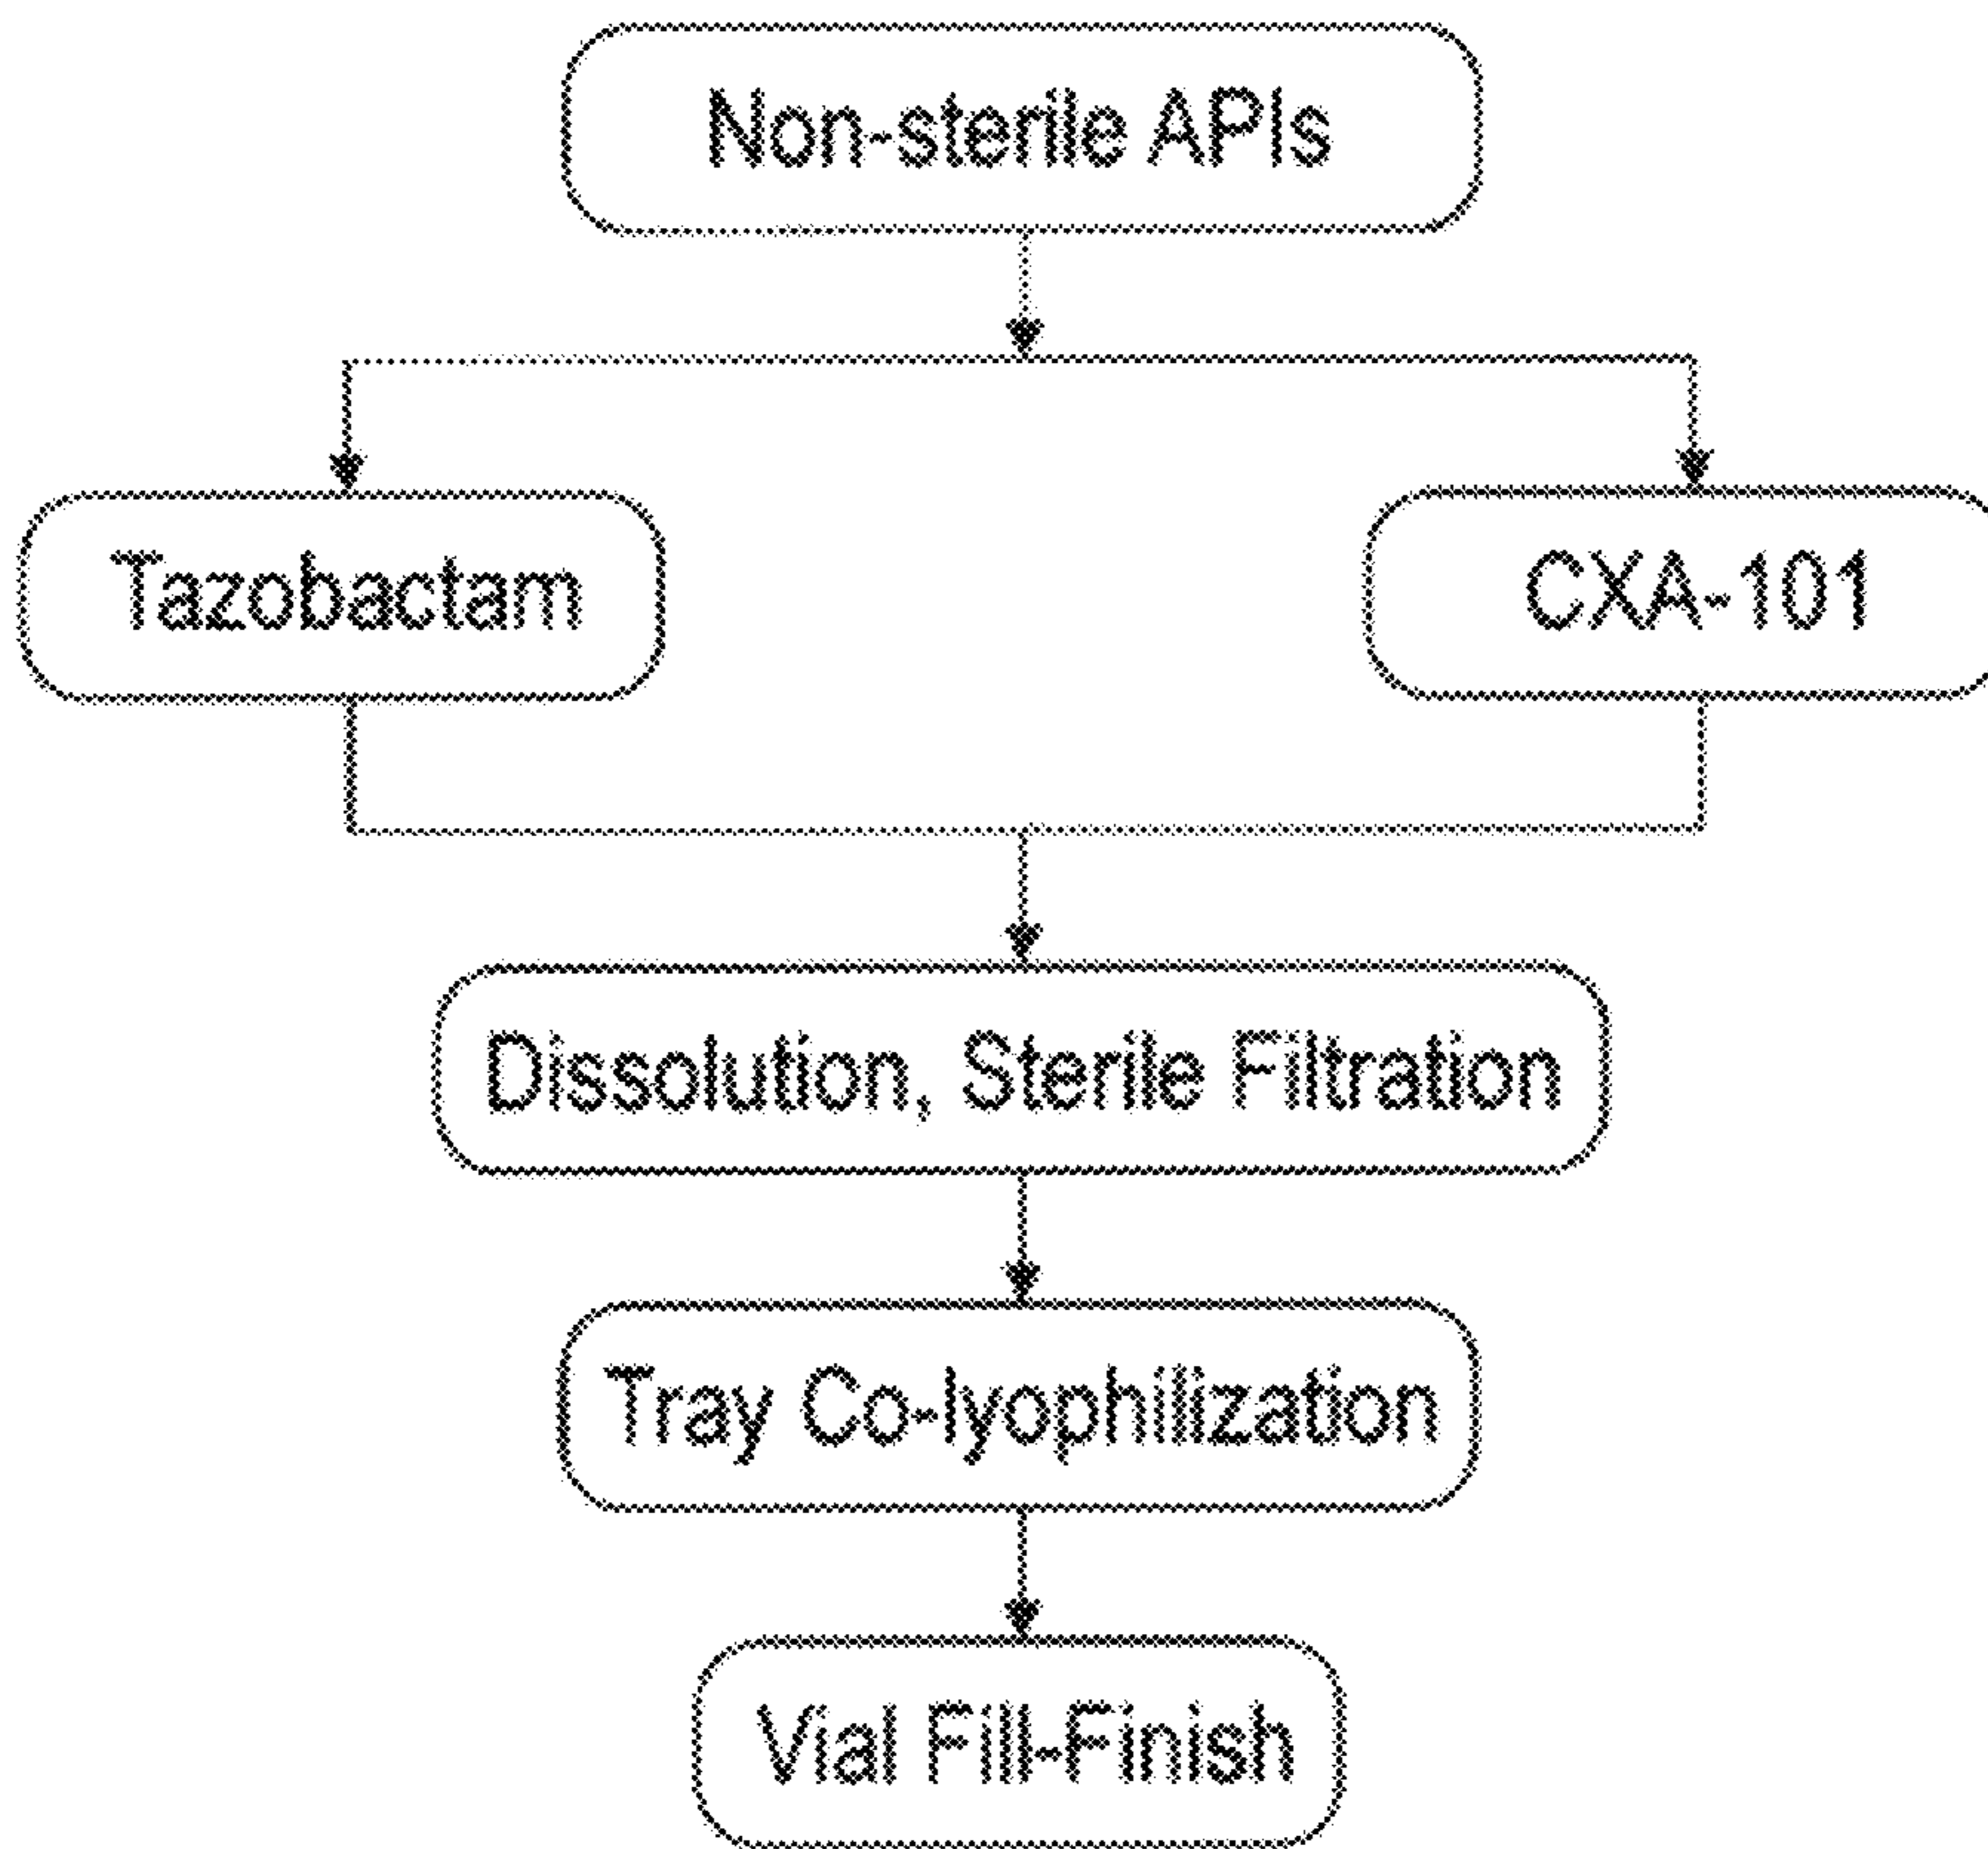 Non-sterile APIs
Tazobactam
CXA-101
Dissolution, Sterile Filtration
Tray Co-lyophilization
Vial Fill-Finish